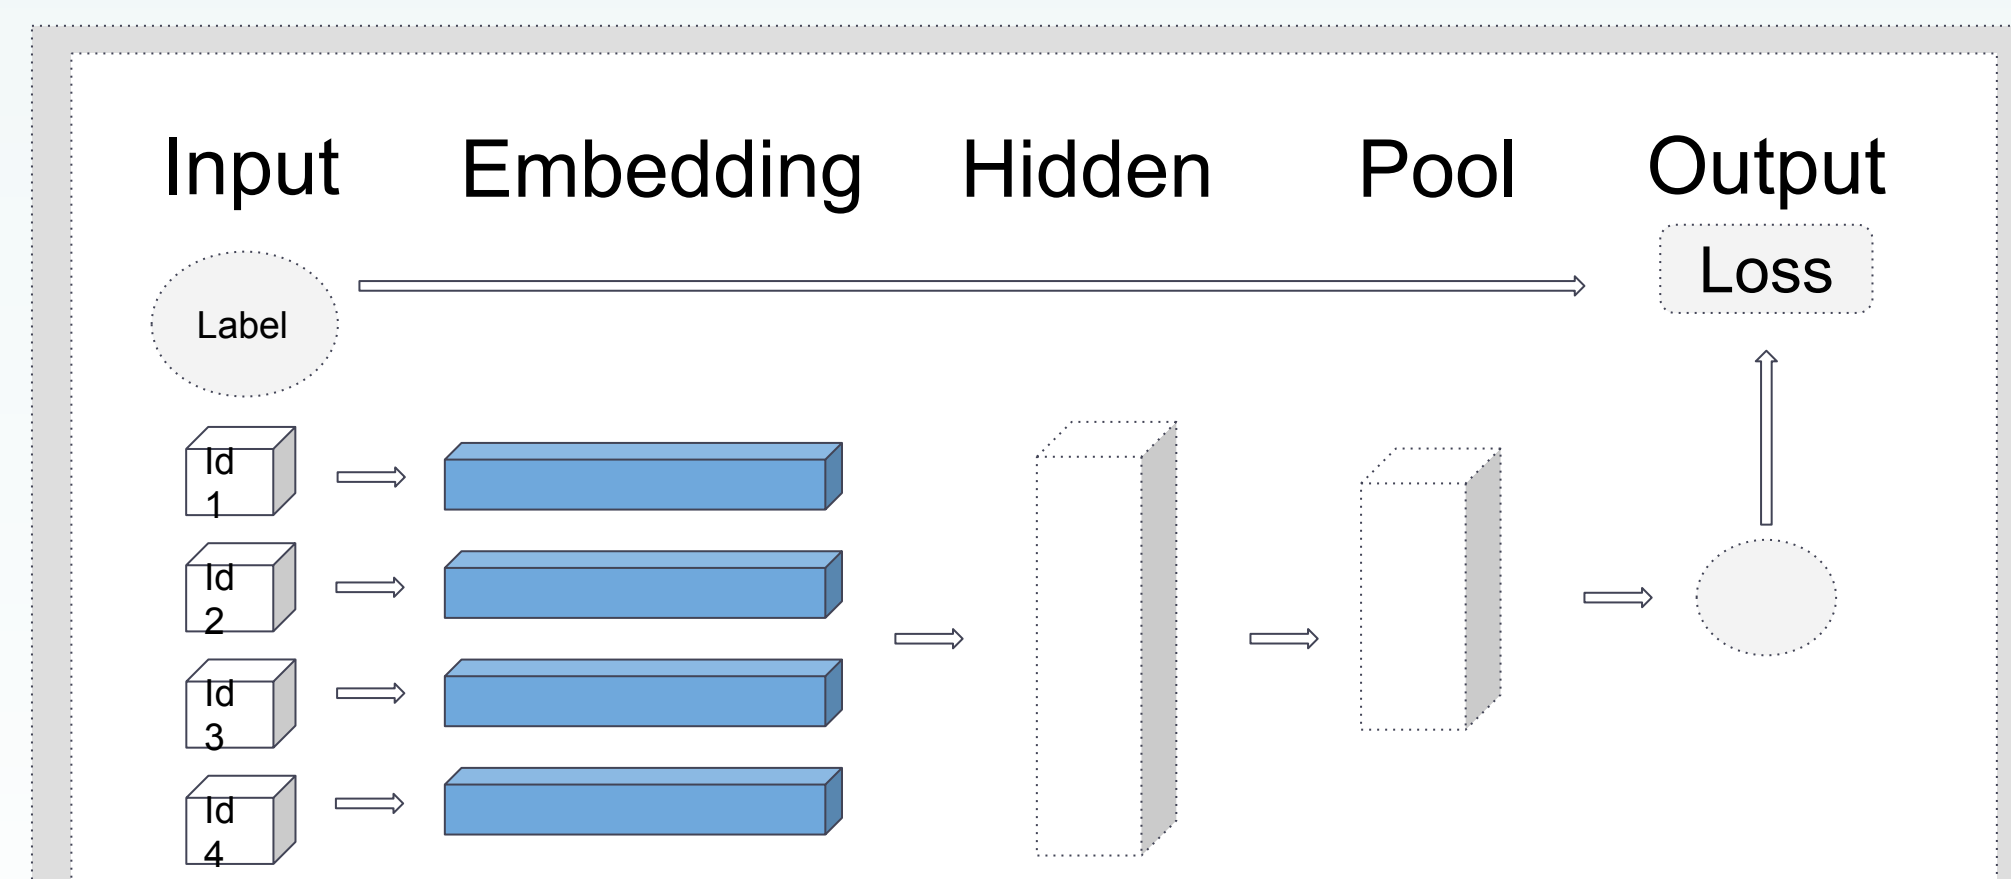 Input Embedding Hidden Pool Output
Loss
Label
Id
1
Id
2
Id
3
Id
4